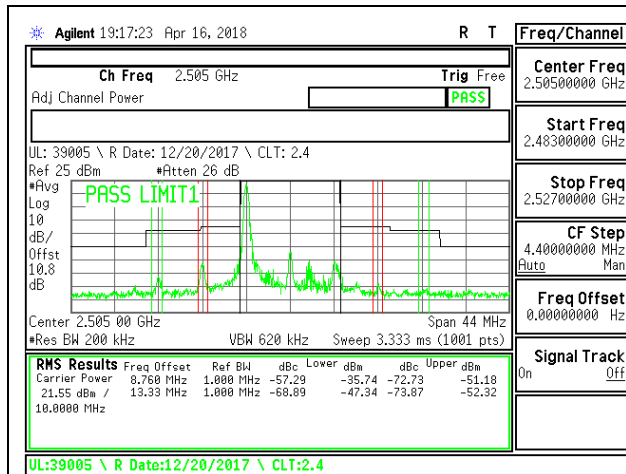 Agilent 19:17:23 Apr 16, 2018 R T
Freq/Channel
Ch Freq 2.505 GHz Trig Free
Adj Channel Power PASS
Center Freq
2.50500000 GHz
Start Freq
2.48300000 GHz
Stop Freq
2.52700000 GHz
CF Step
4.40000000 MHz
Auto Man
Freq Offset
0.00000000 Hz
Signal Track
On Off
UL: 39005 \ R Date: 12/20/2017 \ CLT: 2.4
Ref 25 dBm #Atten 26 dB
#Avg
Log
10
dB/
Offst
10.8
dB
PASS LIMIT1
Center 2.505 00 GHz Span 44 MHz
#Res BW 200 kHz VBW 620 kHz Sweep 3.333 ms (1001 pts)
RMS Results Freq Offset Ref BW dBc Lower dBm dBc Upper dBm
Carrier Power 8.760 MHz 1.000 MHz -57.29 -35.74 -72.73 -51.18
21.55 dBm / 13.33 MHz 1.000 MHz -68.89 -47.34 -73.87 -52.32
10.0000 MHz
UL:39005 \ R Date:12/20/2017 \ CLT:2.4